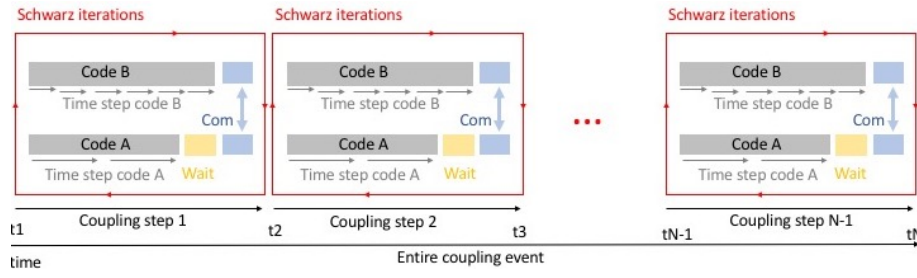 Schwarz iterations
Schwarz iterations
Schwarz iterations
Code B
Code B
Code B
Time step code B
Time step code B
Time step code B
Com
Com
Com
...
Code A
Code A
Code A
Time step code A
Wait
Time step code A
Wait
Time step code A
Wait
t1
Coupling step 1
t2
Coupling step 2
t3
tN-1
Coupling step N-1
tN
time
Entire coupling event